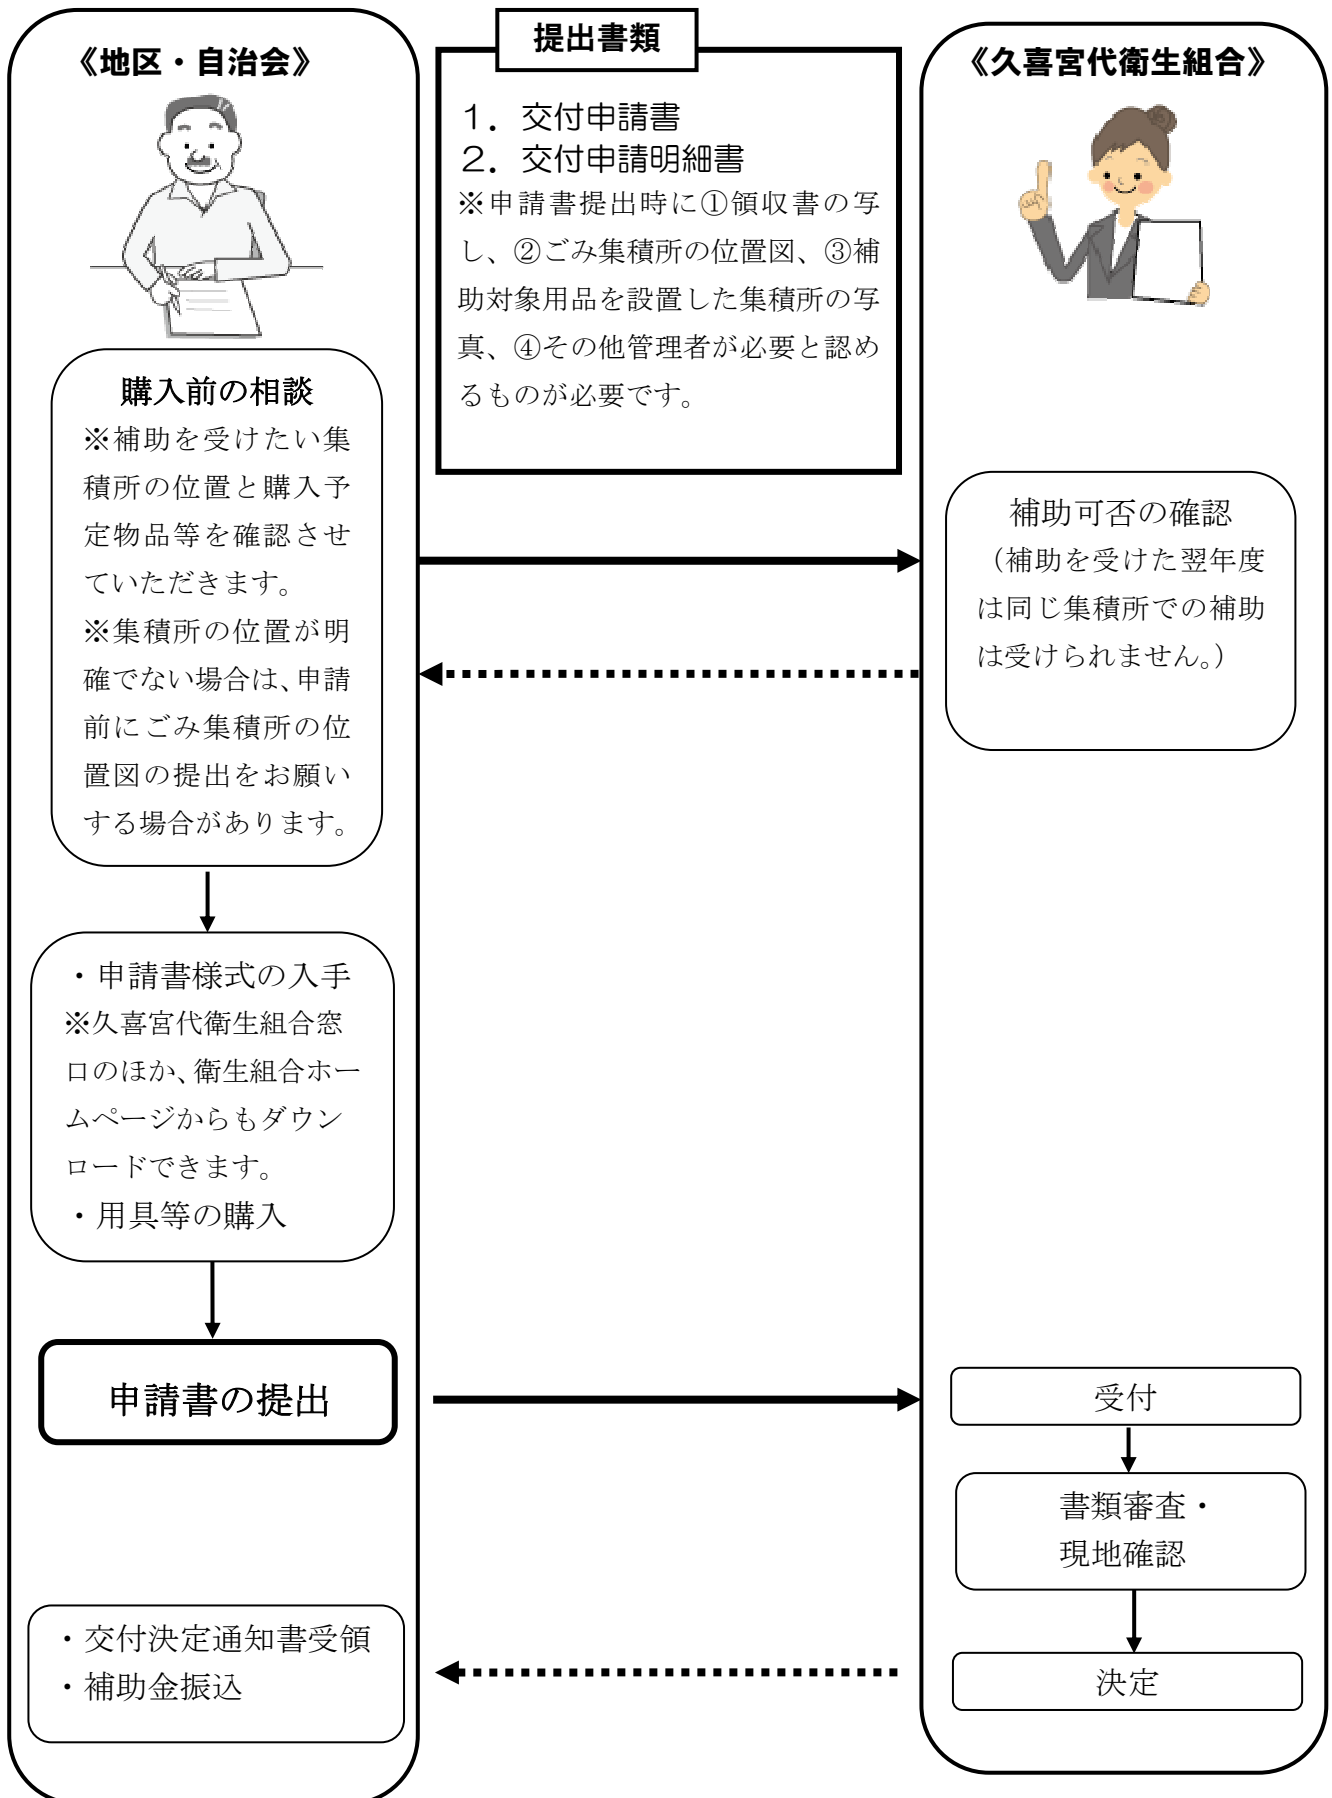 《地区・自治会》
提出書類
《久喜宮代衛生組合》
１．交付申請書
２．交付申請明細書
※申請書提出時に①領収書の写
し、②ごみ集積所の位置図、③補
助対象用品を設置した集積所の写
真、④その他管理者が必要と認め
るものが必要です。
購入前の相談
※補助を受けたい集
積所の位置と購入予
定物品等を確認させ
ていただきます。
※集積所の位置が明
確でない場合は、申請
前にごみ集積所の位
置図の提出をお願い
する場合があります。
補助可否の確認
（補助を受けた翌年度
は同じ集積所での補助
は受けられません。）
・申請書様式の入手
※久喜宮代衛生組合窓
口のほか、衛生組合ホー
ムページからもダウン
ロードできます。
・用具等の購入
申請書の提出
受付
書類審査・
現地確認
決定
・交付決定通知書受領
・補助金振込